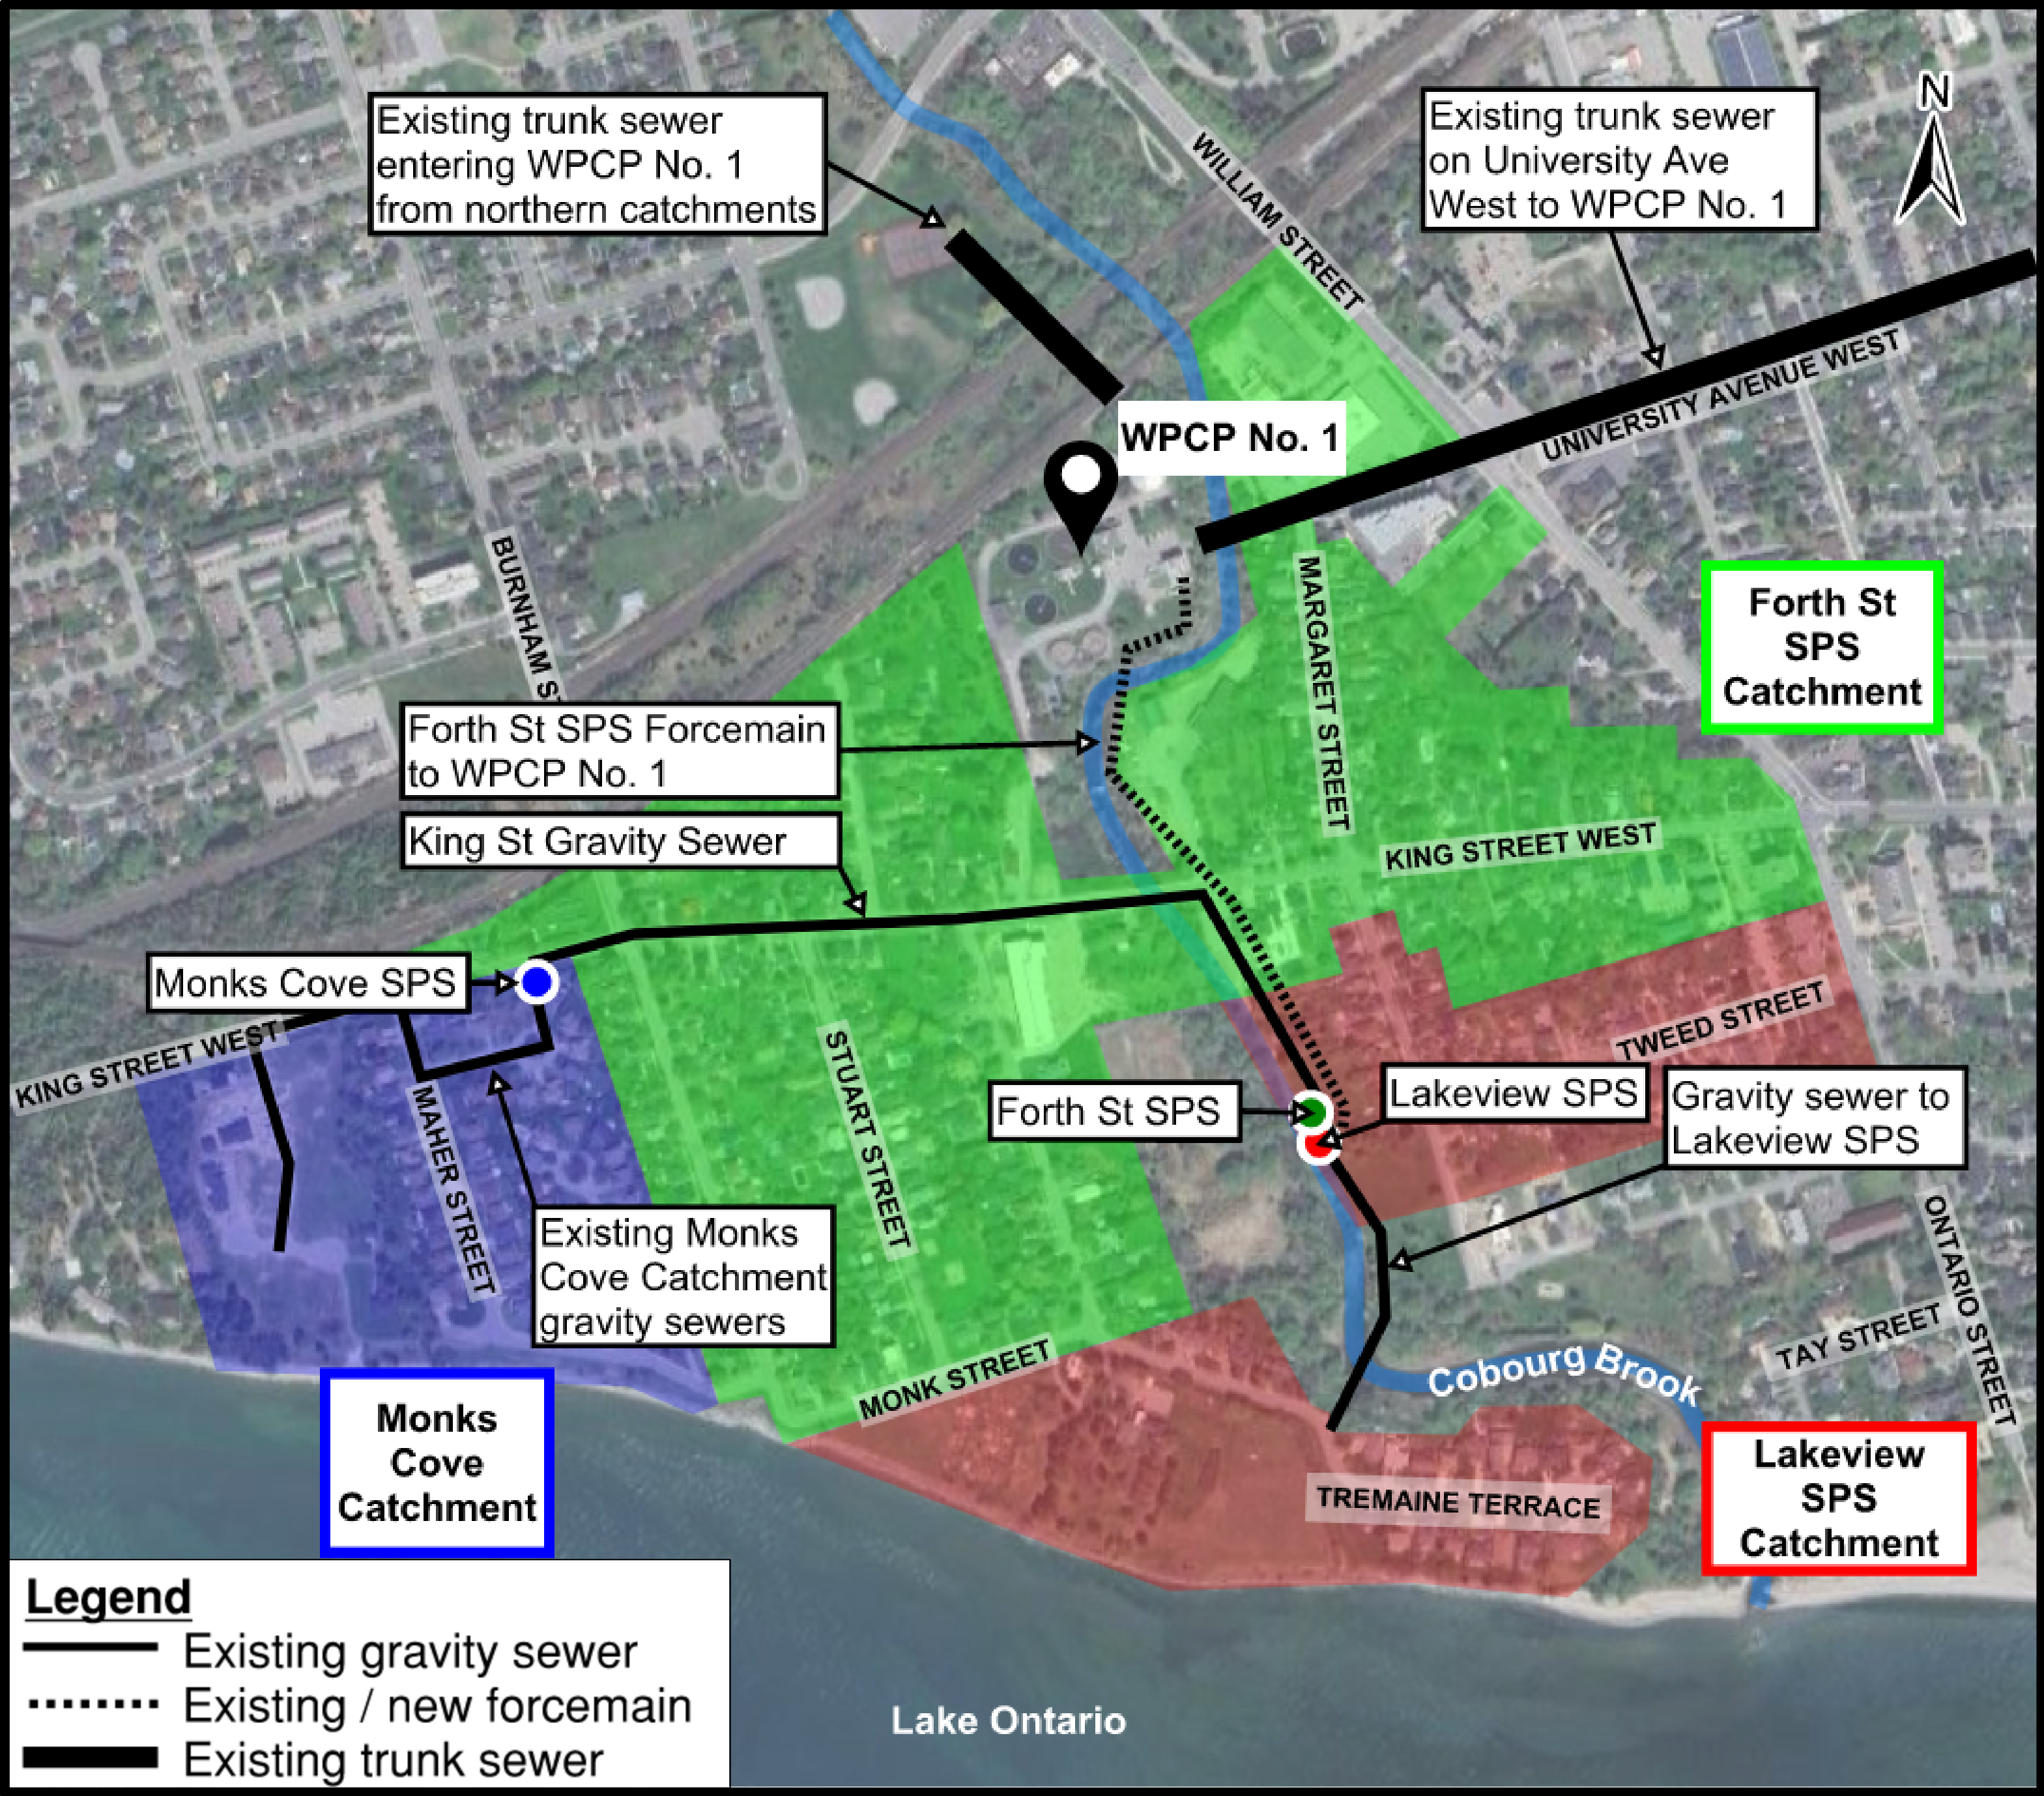 N
Existing trunk sewer
entering WPCP No. 1
from northern catchments
Existing trunk sewer
on University Ave
West to WPCP No. 1
WILLIAM STREET
UNIVERSITY AVENUE WEST
WPCP No. 1
BURNHAM ST
MARGARET STREET
Forth St
SPS
Catchment
Forth St SPS Forcemain
to WPCP No. 1
King St Gravity Sewer
KING STREET WEST
Monks Cove SPS
KING STREET WEST
TWEED STREET
STUART STREET
MAHER STREET
Forth St SPS
Lakeview SPS
Gravity sewer to
Lakeview SPS
Existing Monks
Cove Catchment
gravity sewers
ONTARIO STREET
TAY STREET
MONK STREET
Cobourg Brook
Monks
Cove
Catchment
TREMAINE TERRACE
Lakeview
SPS
Catchment
Legend
Existing gravity sewer
Existing / new forcemain
Existing trunk sewer
Lake Ontario